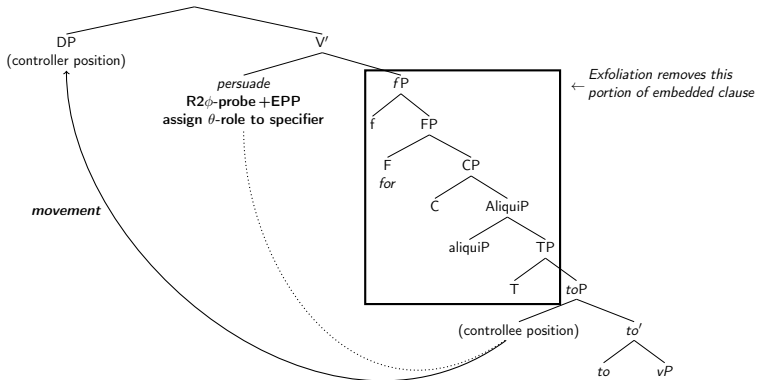 DP
(controller position)
V′
persuade
R2ϕ-probe +EPP
assign θ-role to specifier
fP
f
FP
F
for
CP
C
AliquiP
aliquiP
TP
T
toP
(controllee position)
to′
to
vP
← Exfoliation removes this
portion of embedded clause
movement